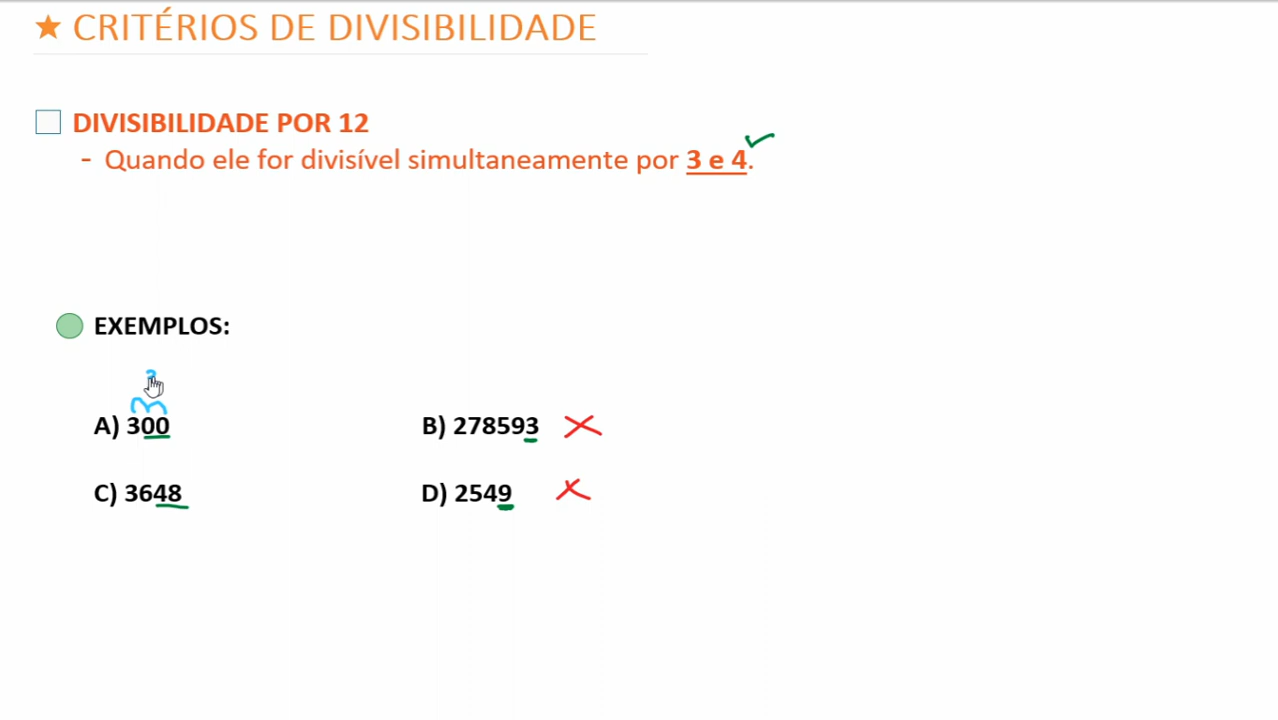 CRITÉRIOS DE DIVISIBILIDADE
DIVISIBILIDADE POR 12
- Quando ele for divisível simultaneamente por 3 e 4.
EXEMPLOS:
A) 300
B) 278593
C) 3648
D) 2549